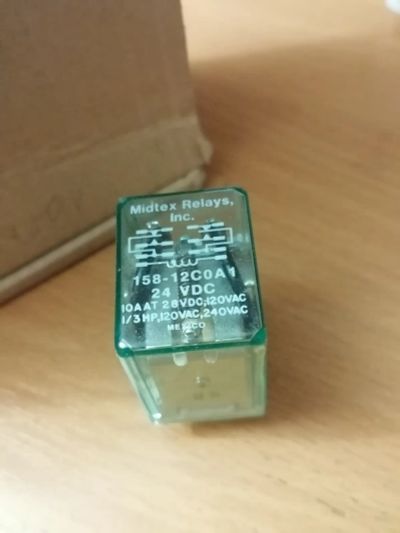 Midtex Relays,
Inc.
158-12C0A1
24 VDC
10A AT 28VDC,120VAC
1/3 HP,120VAC,240VAC
MEXICO